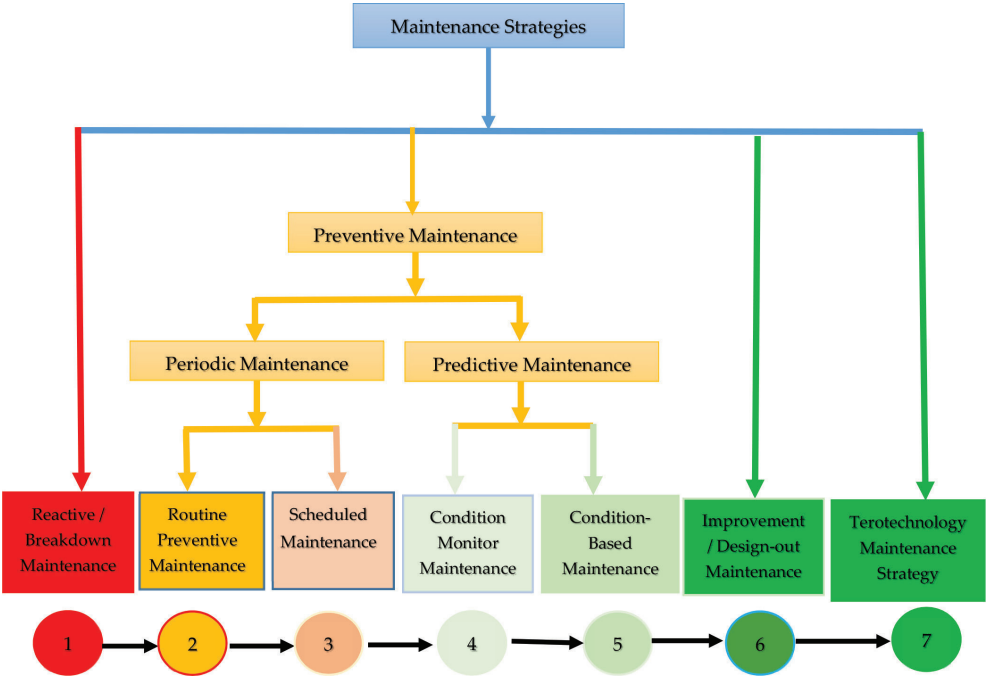 Maintenance Strategies
Preventive Maintenance
Periodic Maintenance
Predictive Maintenance
Reactive /
Breakdown
Maintenance
Routine
Preventive
Maintenance
Scheduled
Maintenance
Condition
Monitor
Maintenance
Condition-
Based
Maintenance
Improvement
/ Design-out
Maintenance
Terotechnology
Maintenance
Strategy
1
2
3
4
5
6
7